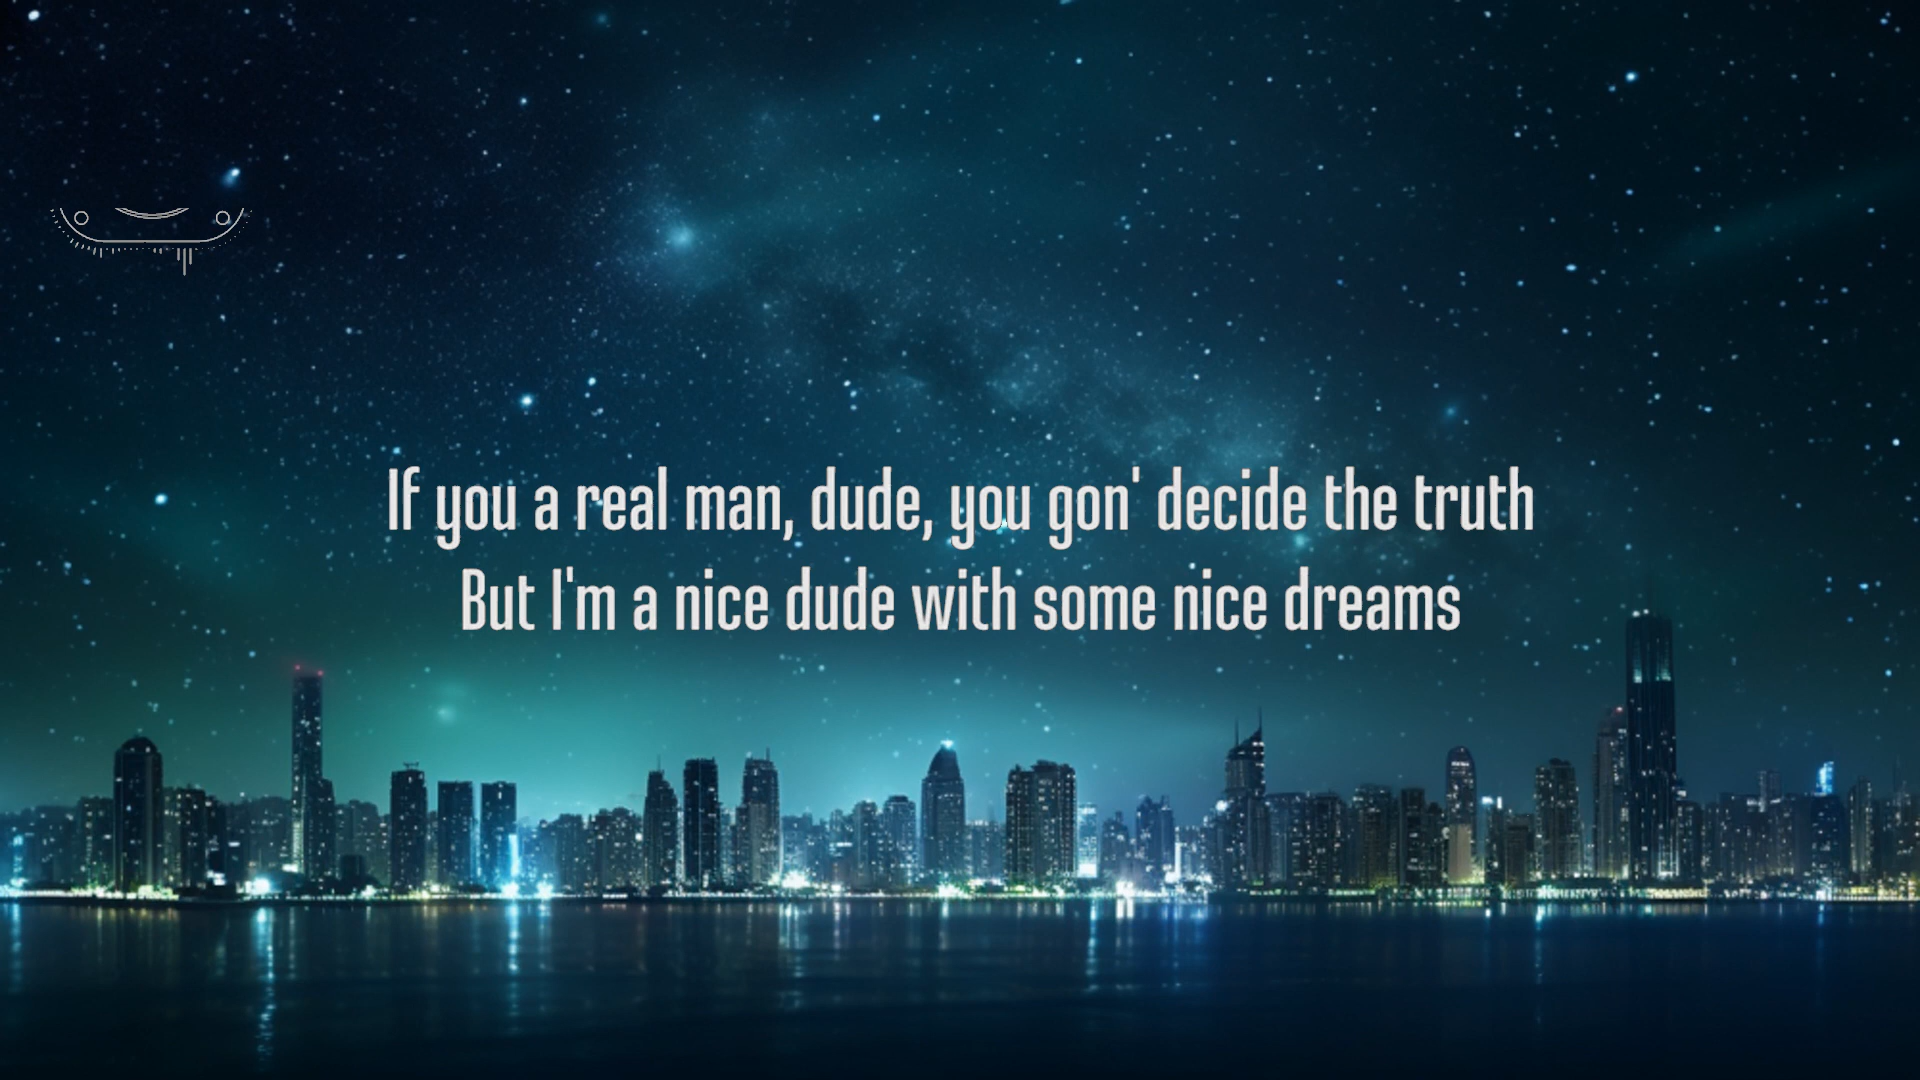 If you a real man, dude, you gon' decide the truth
But I'm a nice dude with some nice dreams